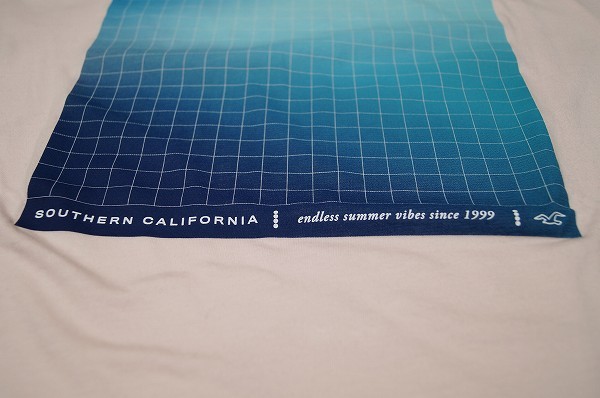 SOUTHERN CALIFORNIA endless summer vibes since 1999